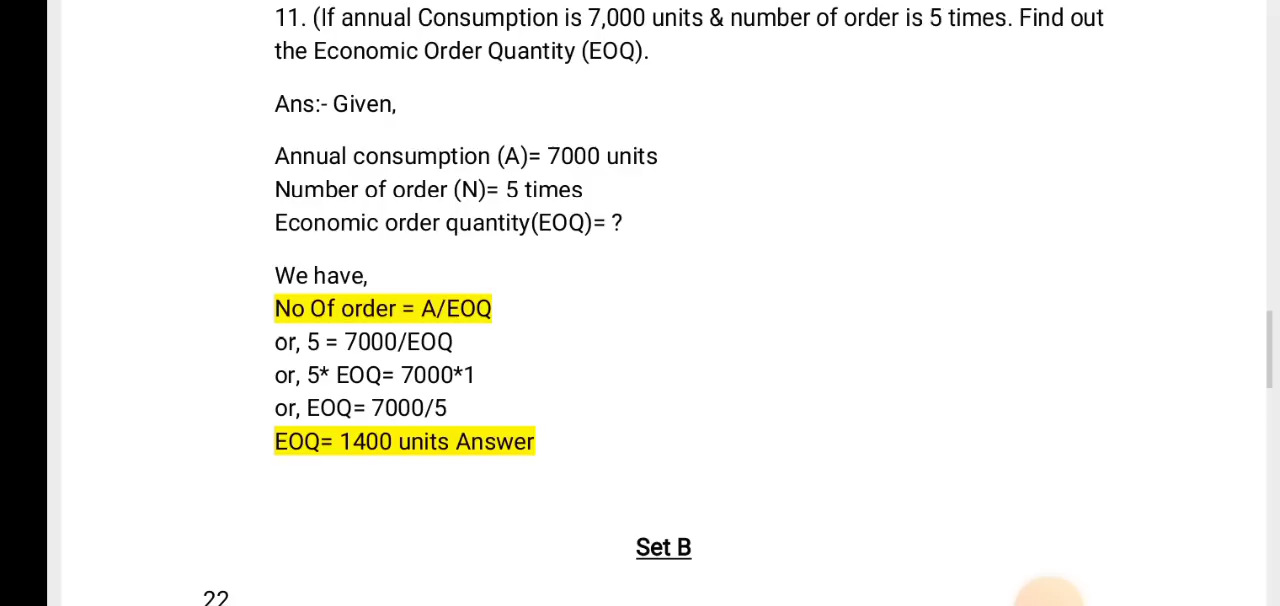 11. (If annual Consumption is 7,000 units & number of order is 5 times. Find out
the Economic Order Quantity (EOQ).
Ans:- Given,
Annual consumption (A)= 7000 units
Number of order (N)= 5 times
Economic order quantity(EOQ)= ?
We have,
No Of order = A/EOQ
or, 5 = 7000/EOQ
or, 5* EOQ= 7000*1
or, EOQ= 7000/5
EOQ= 1400 units Answer
Set B
22